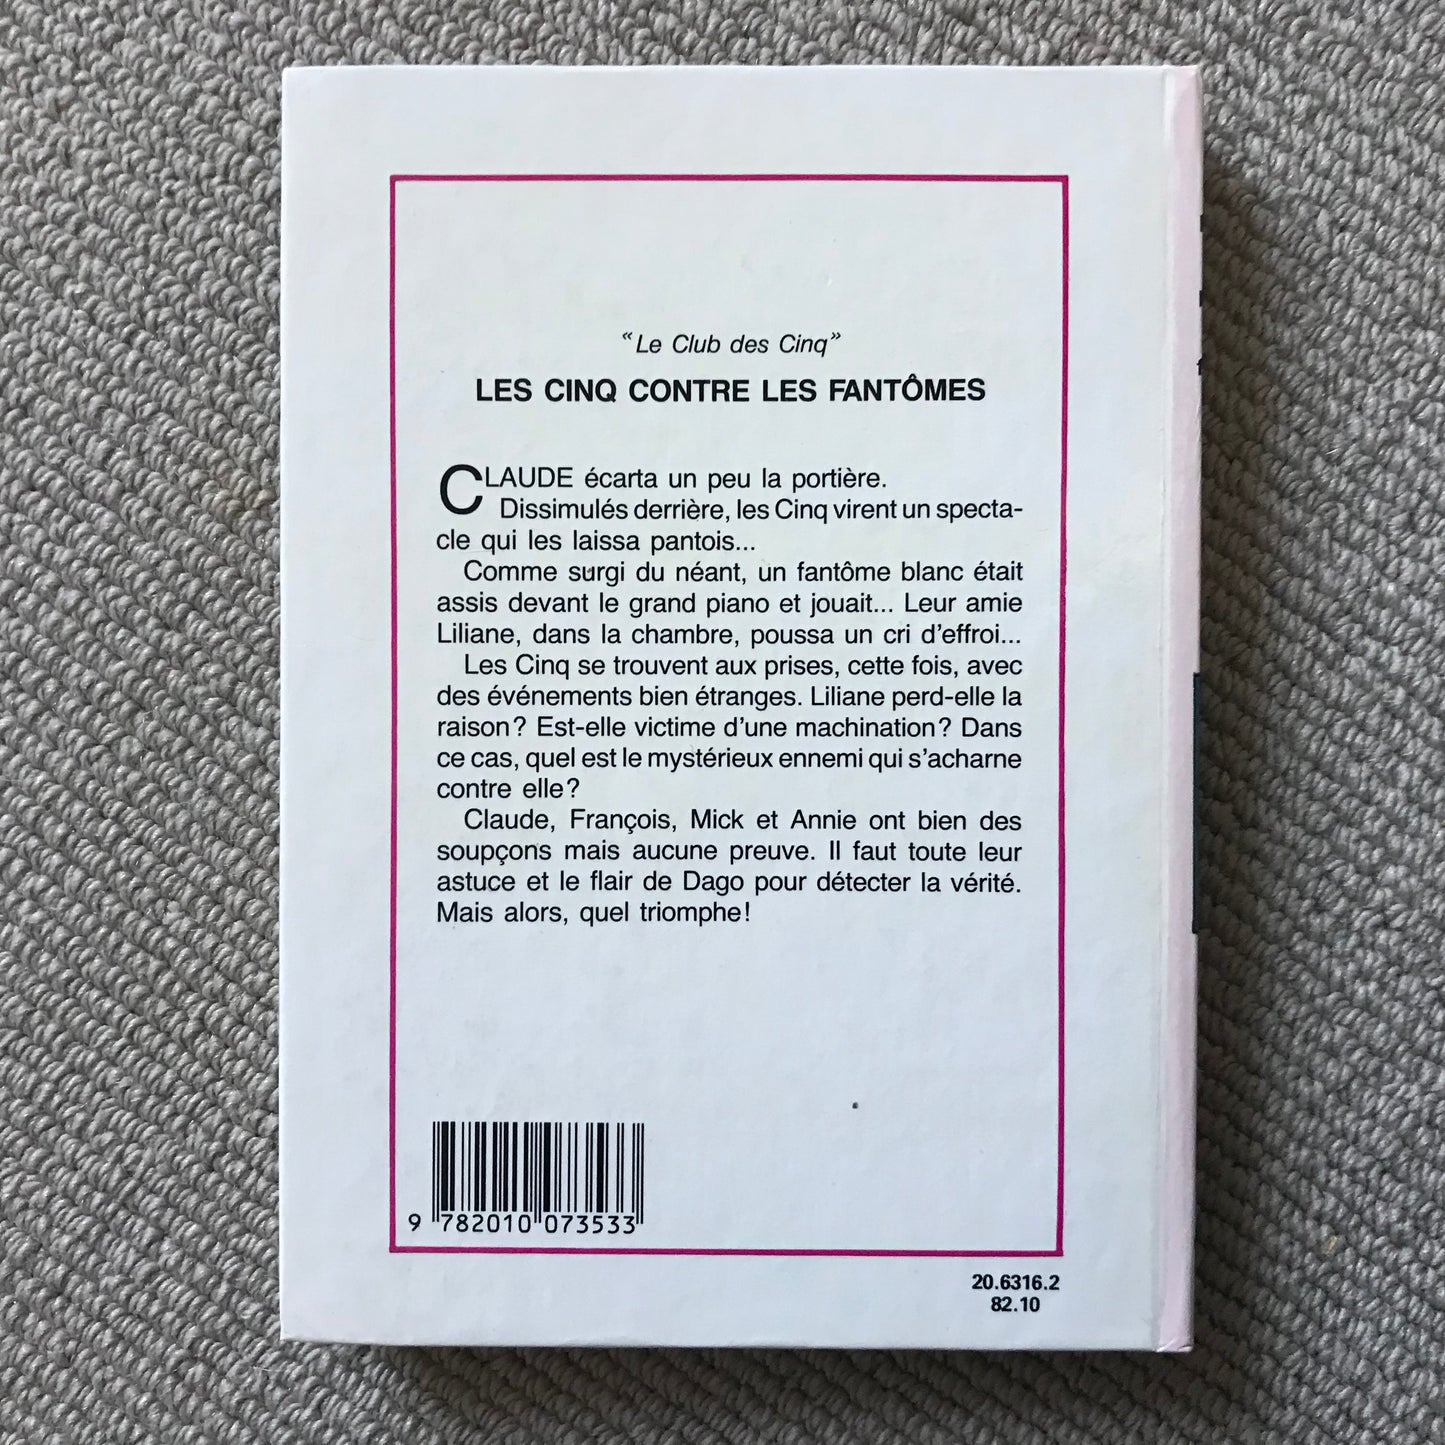 “Le Club des Cinq”
LES CINQ CONTRE LES FANTÔMES
CLAUDE écarta un peu la portière.
Dissimulés derrière, les Cinq virent un specta-
cle qui les laissa pantois...
Comme surgi du néant, un fantôme blanc était
assis devant le grand piano et jouait... Leur amie
Liliane, dans la chambre, poussa un cri d’effroi...
Les Cinq se trouvent aux prises, cette fois, avec
des événements bien étranges. Liliane perd-elle la
raison? Est-elle victime d’une machination? Dans
ce cas, quel est le mystérieux ennemi qui s’acharne
contre elle?
Claude, François, Mick et Annie ont bien des
soupçons mais aucune preuve. Il faut toute leur
astuce et le flair de Dago pour détecter la vérité.
Mais alors, quel triomphe!
9 782010 073533
20.6316.2
82.10